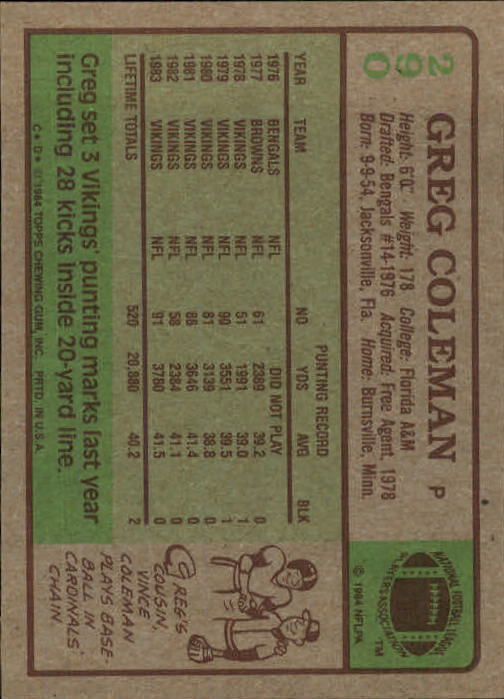 290
GREG COLEMAN P
Height: 6'0" Weight: 178 College: Florida A&M
Drafted: Bengals #14-1976 Acquired: Free Agent, 1978
Born: 9-9-54, Jacksonville, Fla. Home: Burnsville, Minn.
NATIONAL FOOTBALL LEAGUE
PLAYERS ASSOCIATION
TM
© 1984 NFLPA
PUNTING RECORD
YEAR TEAM NO YDS AVG BLK
1976 BENGALS NFL DID NOT PLAY
1977 BROWNS NFL 61 2389 39.2 0
1978 VIKINGS NFL 51 1991 39.0 1
1979 VIKINGS NFL 90 3551 39.5 1
1980 VIKINGS NFL 81 3139 38.8 0
1981 VIKINGS NFL 88 3646 41.4 0
1982 VIKINGS NFL 58 2384 41.1 0
1983 VIKINGS NFL 91 3780 41.5 0
LIFETIME TOTALS 520 20,880 40.2 2
Greg set 3 Vikings' punting marks last year
including 28 kicks inside 20-yard line.
C* D* © 1984 TOPPS CHEWING GUM, INC. PRTD. IN U.S.A.
GREG'S
COUSIN,
VINCE
COLEMAN
PLAYS BASE-
BALL IN
CARDINALS'
CHAIN.